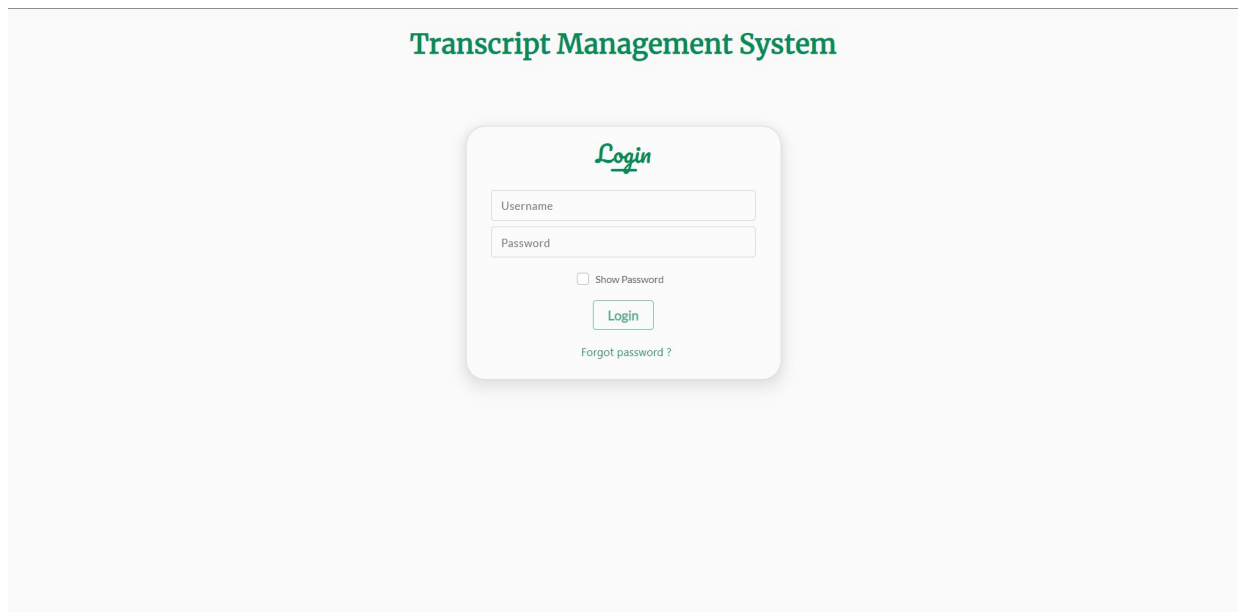 Transcript Management System
Login
Username
Password
Show Password
Login
Forgot password ?